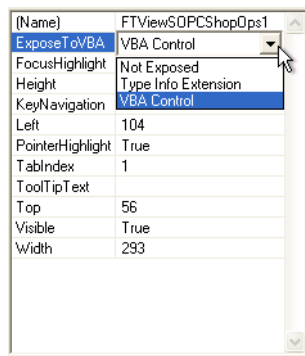 (Name) FTViewSOPCShopOps1
ExposeToVBA VBA Control
FocusHighlight Not Exposed
Height Type Info Extension
KeyNavigation VBA Control
Left 104
PointerHighlight True
TabIndex 1
ToolTipText
Top 56
Visible True
Width 293